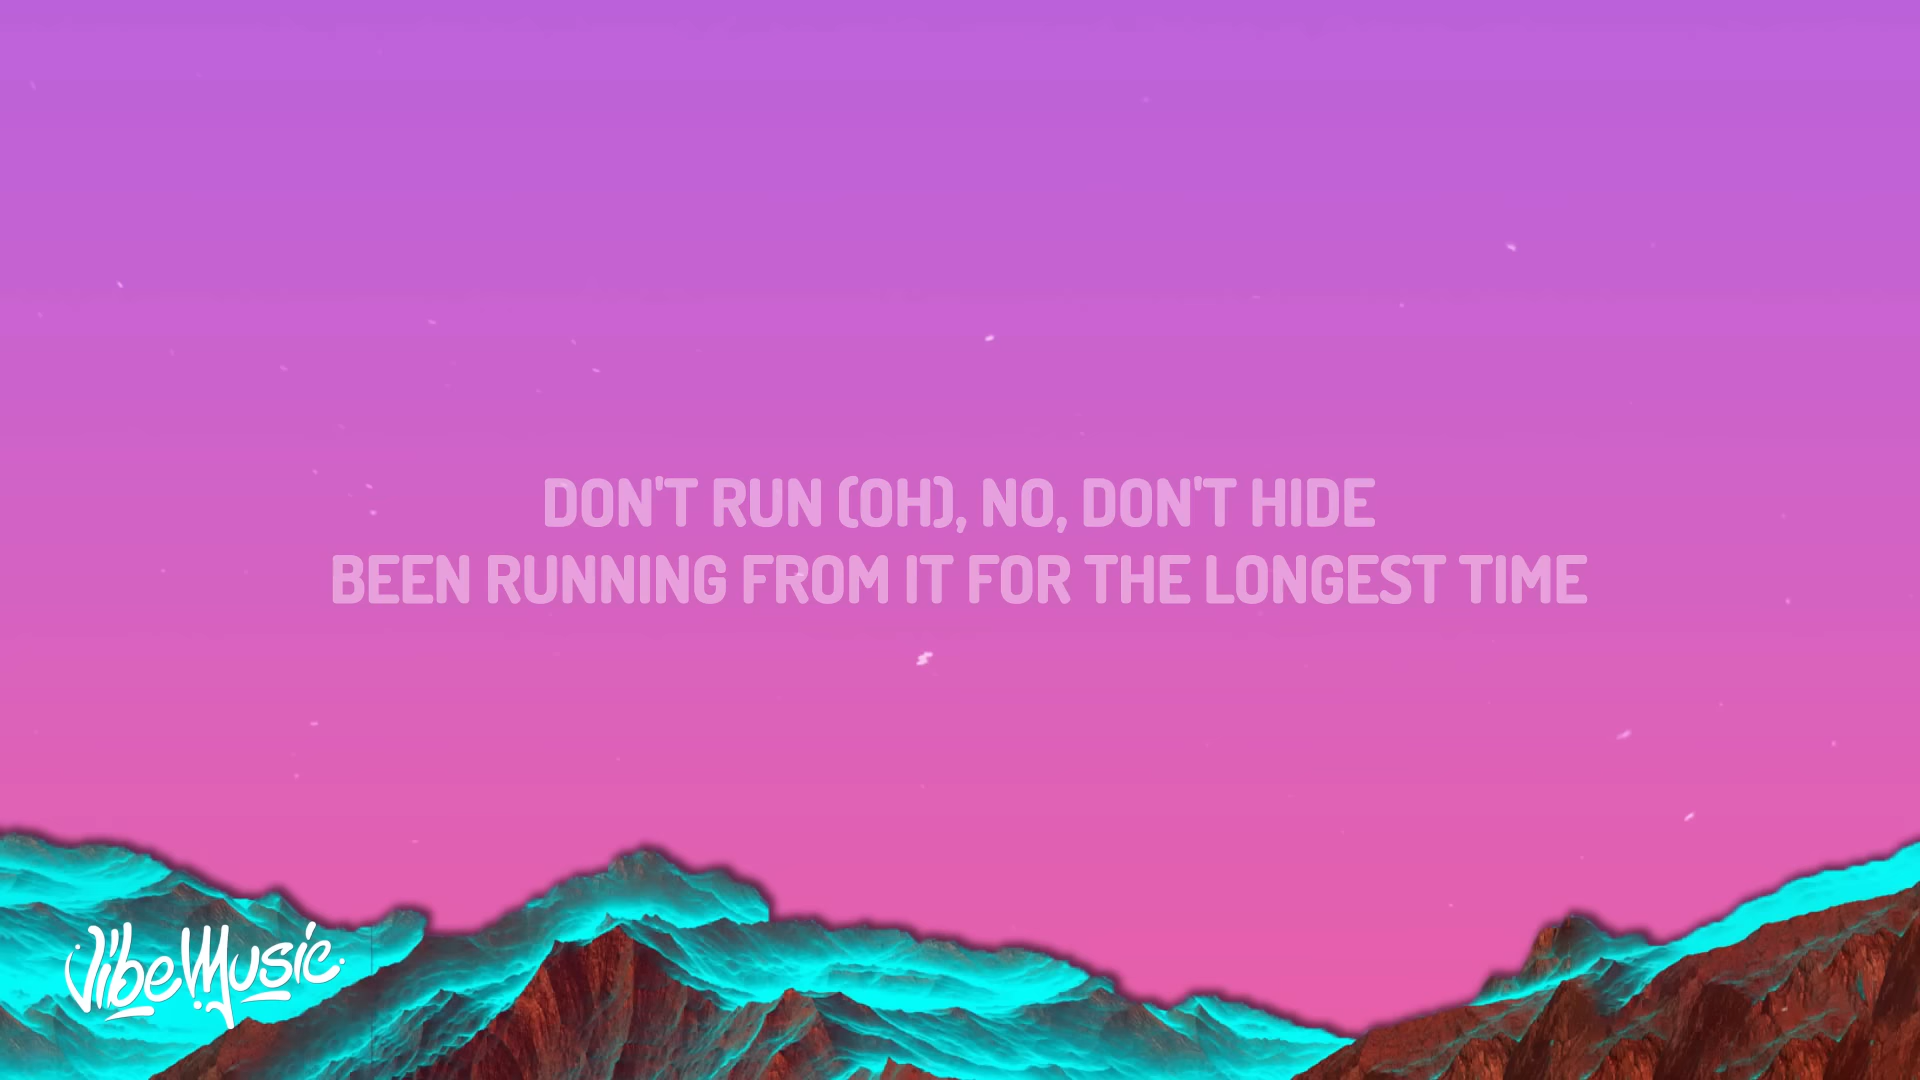 DON'T RUN (OH), NO, DON'T HIDE
BEEN RUNNING FROM IT FOR THE LONGEST TIME
VibeMusic